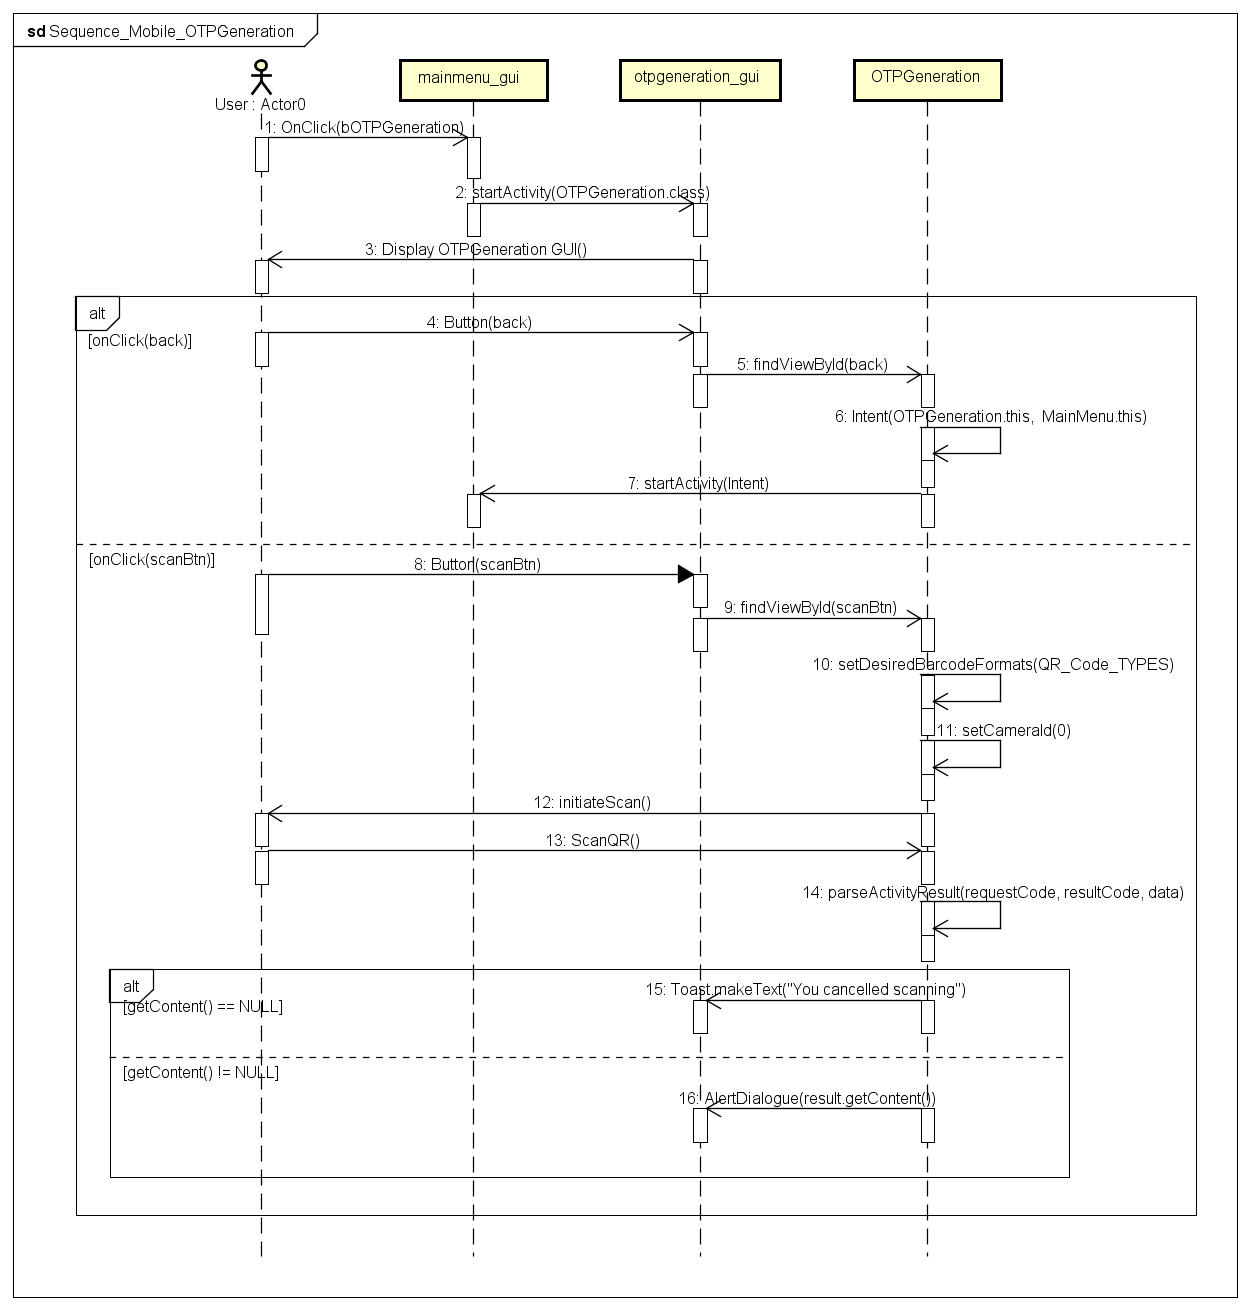 sd Sequence_Mobile_OTPGeneration
mainmenu_gui
otpgeneration_gui
OTPGeneration
User : Actor0
1: OnClick(bOTPGeneration)
2: startActivity(OTPGeneration.class)
3: Display OTPGeneration GUI()
alt
4: Button(back)
[onClick(back)]
5: findViewById(back)
6: Intent(OTPGeneration.this, MainMenu.this)
7: startActivity(Intent)
[onClick(scanBtn)]
8: Button(scanBtn)
9: findViewById(scanBtn)
10: setDesiredBarcodeFormats(QR_Code_TYPES)
11: setCameraId(0)
12: initiateScan()
13: ScanQR()
14: parseActivityResult(requestCode, resultCode, data)
alt
15: Toast.makeText("You cancelled scanning")
[getContent() == NULL]
[getContent() != NULL]
16: AlertDialogue(result.getContent())